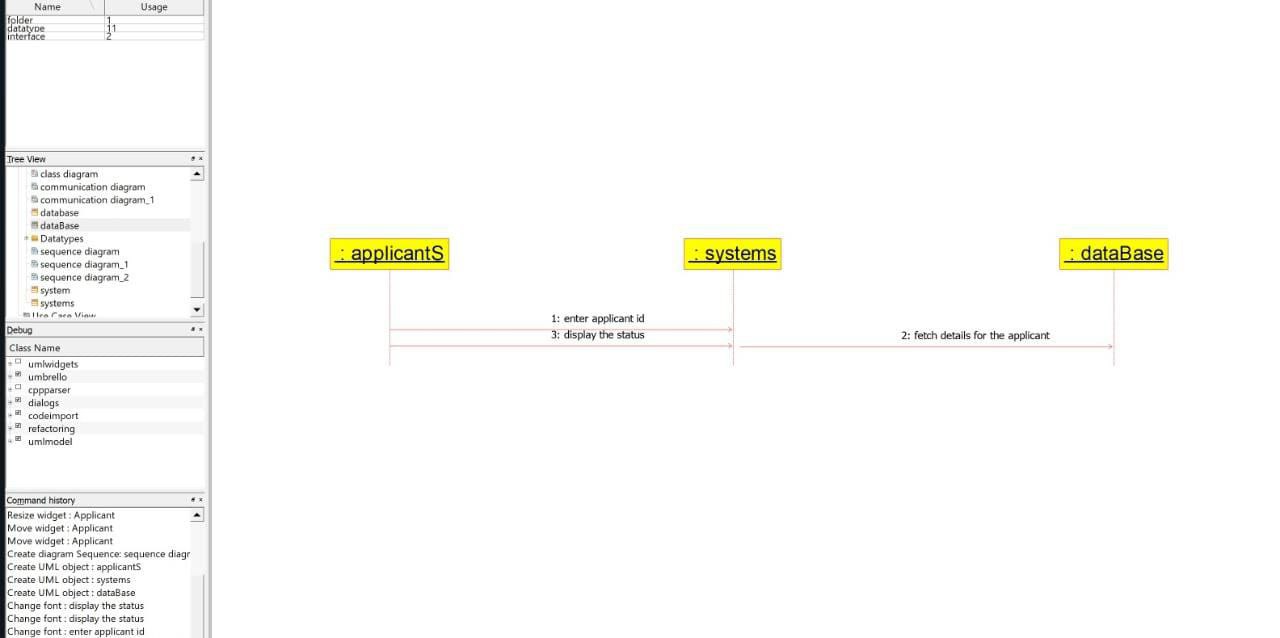 Name Usage
folder 1
datatype 11
interface 2
Tree View
class diagram
communication diagram
communication diagram_1
database
dataBase
Datatypes
sequence diagram
sequence diagram_1
sequence diagram_2
system
systems
Use Case View
Debug
Class Name
umlwidgets
umbrello
cppparser
dialogs
codeimport
refactoring
umlmodel
Command history
Resize widget : Applicant
Move widget : Applicant
Move widget : Applicant
Create diagram Sequence: sequence diagr
Create UML object : applicantS
Create UML object : systems
Create UML object : dataBase
Change font : display the status
Change font : display the status
Change font : enter applicant id
: applicantS
: systems
: dataBase
1: enter applicant id
3: display the status
2: fetch details for the applicant